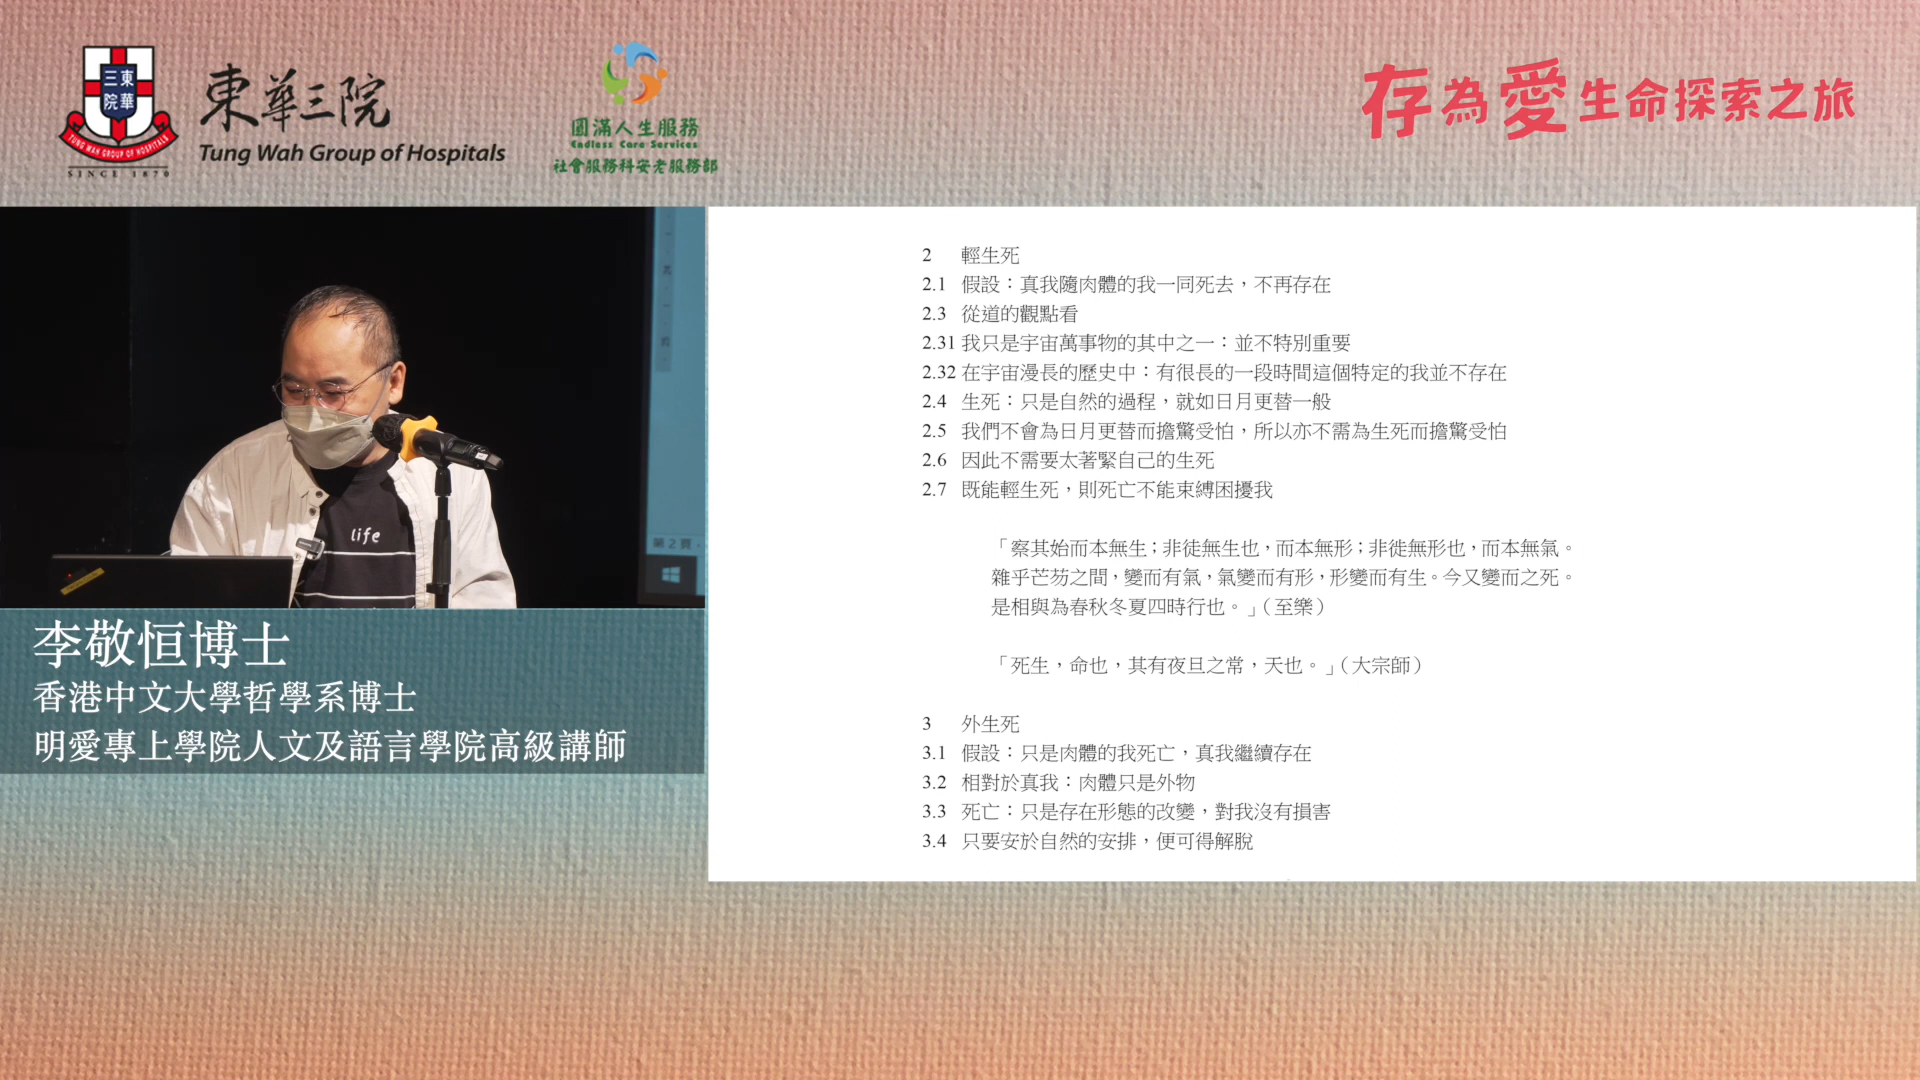 東華三院
東華三院
Tung Wah Group of Hospitals
TUNG WAH GROUP OF HOSPITALS
SINCE 1870
圓滿人生服務
Endless Care Services
社會服務科安老服務部
存為愛生命探索之旅
life
第2頁
李敬恒博士
香港中文大學哲學系博士
明愛專上學院人文及語言學院高級講師
2 輕生死
2.1 假設：真我隨肉體的我一同死去，不再存在
2.3 從道的觀點看
2.31 我只是宇宙萬事物的其中之一：並不特別重要
2.32 在宇宙漫長的歷史中：有很長的一段時間這個特定的我並不存在
2.4 生死：只是自然的過程，就如日月更替一般
2.5 我們不會為日月更替而擔驚受怕，所以亦不需為生死而擔驚受怕
2.6 因此不需要太著緊自己的生死
2.7 既能輕生死，則死亡不能束縛困擾我
「察其始而本無生；非徒無生也，而本無形；非徙無形也，而本無氣。
雜乎芒芴之間，變而有氣，氣變而有形，形變而有生。今又變而之死。
是相與為春秋冬夏四時行也。」（至樂）
「死生，命也，其有夜旦之常，天也。」（大宗師）
3 外生死
3.1 假設：只是肉體的我死亡，真我繼續存在
3.2 相對於真我：肉體只是外物
3.3 死亡：只是存在形態的改變，對我沒有損害
3.4 只要安於自然的安排，便可得解脫